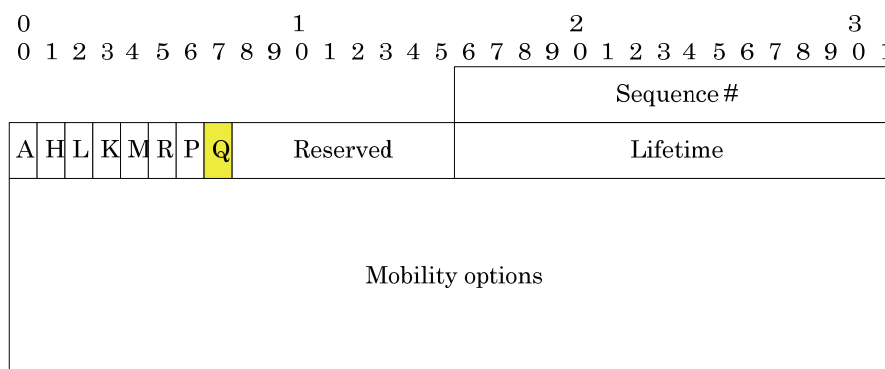 0 1 2 3
0 1 2 3 4 5 6 7 8 9 0 1 2 3 4 5 6 7 8 9 0 1 2 3 4 5 6 7 8 9 0 1
Sequence #
A H L K M R P Q Reserved Lifetime
Mobility options